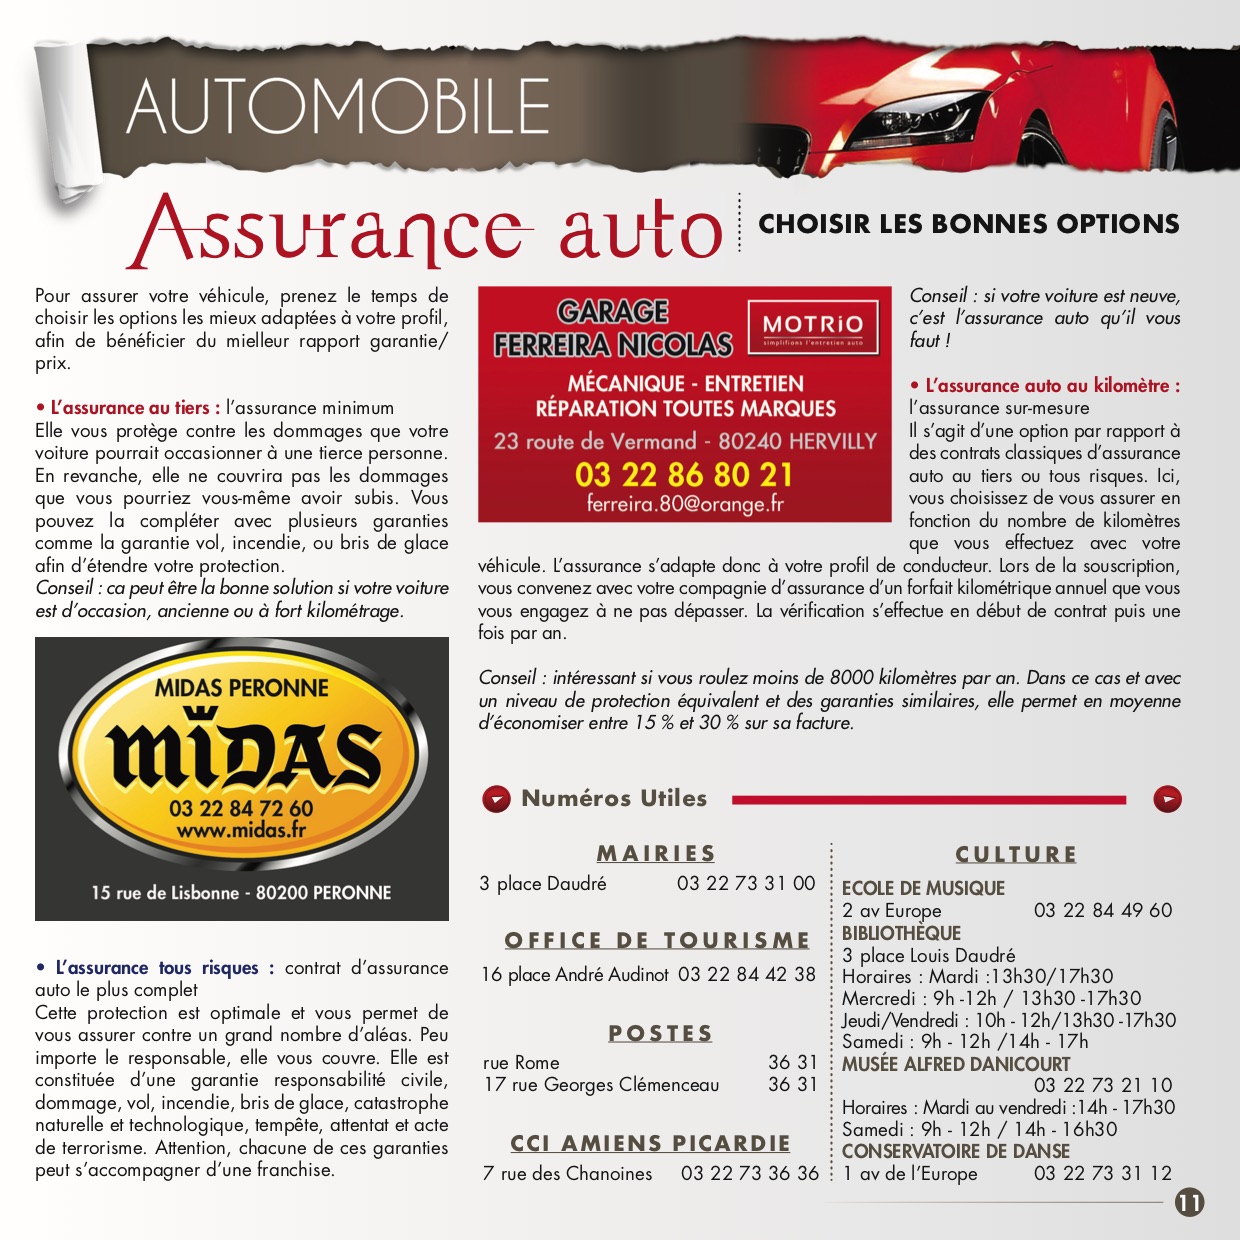 AUTOMOBILE
Assurance auto
CHOISIR LES BONNES OPTIONS
Pour assurer votre véhicule, prenez le temps de
choisir les options les mieux adaptées à votre profil,
afin de bénéficier du mielleur rapport garantie/
prix.
• L’assurance au tiers : l’assurance minimum
Elle vous protège contre les dommages que votre
voiture pourrait occasionner à une tierce personne.
En revanche, elle ne couvrira pas les dommages
que vous pourriez vous-même avoir subis. Vous
pouvez la compléter avec plusieurs garanties
comme la garantie vol, incendie, ou bris de glace
afin d’étendre votre protection.
Conseil : ca peut être la bonne solution si votre voiture
est d’occasion, ancienne ou à fort kilométrage.
MIDAS PERONNE
MIDAS
03 22 84 72 60
www.midas.fr
15 rue de Lisbonne - 80200 PERONNE
• L’assurance tous risques : contrat d’assurance
auto le plus complet
Cette protection est optimale et vous permet de
vous assurer contre un grand nombre d’aléas. Peu
importe le responsable, elle vous couvre. Elle est
constituée d’une garantie responsabilité civile,
dommage, vol, incendie, bris de glace, catastrophe
naturelle et technologique, tempête, attentat et acte
de terrorisme. Attention, chacune de ces garanties
peut s’accompagner d’une franchise.
GARAGE
FERREIRA NICOLAS
MOTRiO
simplifions l’entretien auto
MÉCANIQUE - ENTRETIEN
RÉPARATION TOUTES MARQUES
23 route de Vermand - 80240 HERVILLY
03 22 86 80 21
ferreira.80@orange.fr
Conseil : si votre voiture est neuve,
c’est l’assurance auto qu’il vous
faut !
• L’assurance auto au kilomètre :
l’assurance sur-mesure
Il s’agit d’une option par rapport à
des contrats classiques d’assurance
auto au tiers ou tous risques. Ici,
vous choisissez de vous assurer en
fonction du nombre de kilomètres
que vous effectuez avec votre
véhicule. L’assurance s’adapte donc à votre profil de conducteur. Lors de la souscription,
vous convenez avec votre compagnie d’assurance d’un forfait kilométrique annuel que vous
vous engagez à ne pas dépasser. La vérification s’effectue en début de contrat puis une
fois par an.
Conseil : intéressant si vous roulez moins de 8000 kilomètres par an. Dans ce cas et avec
un niveau de protection équivalent et des garanties similaires, elle permet en moyenne
d’économiser entre 15 % et 30 % sur sa facture.
Numéros Utiles
MAIRIES
3 place Daudré 03 22 73 31 00
OFFICE DE TOURISME
16 place André Audinot 03 22 84 42 38
POSTES
rue Rome 36 31
17 rue Georges Clémenceau 36 31
CCI AMIENS PICARDIE
7 rue des Chanoines 03 22 73 36 36
CULTURE
ECOLE DE MUSIQUE
2 av Europe 03 22 84 49 60
BIBLIOTHÈQUE
3 place Louis Daudré
Horaires : Mardi :13h30/17h30
Mercredi : 9h -12h / 13h30 -17h30
Jeudi/Vendredi : 10h - 12h/13h30 -17h30
Samedi : 9h - 12h /14h - 17h
MUSÉE ALFRED DANICOURT
03 22 73 21 10
Horaires : Mardi au vendredi :14h - 17h30
Samedi : 9h - 12h / 14h - 16h30
CONSERVATOIRE DE DANSE
1 av de l’Europe 03 22 73 31 12
11